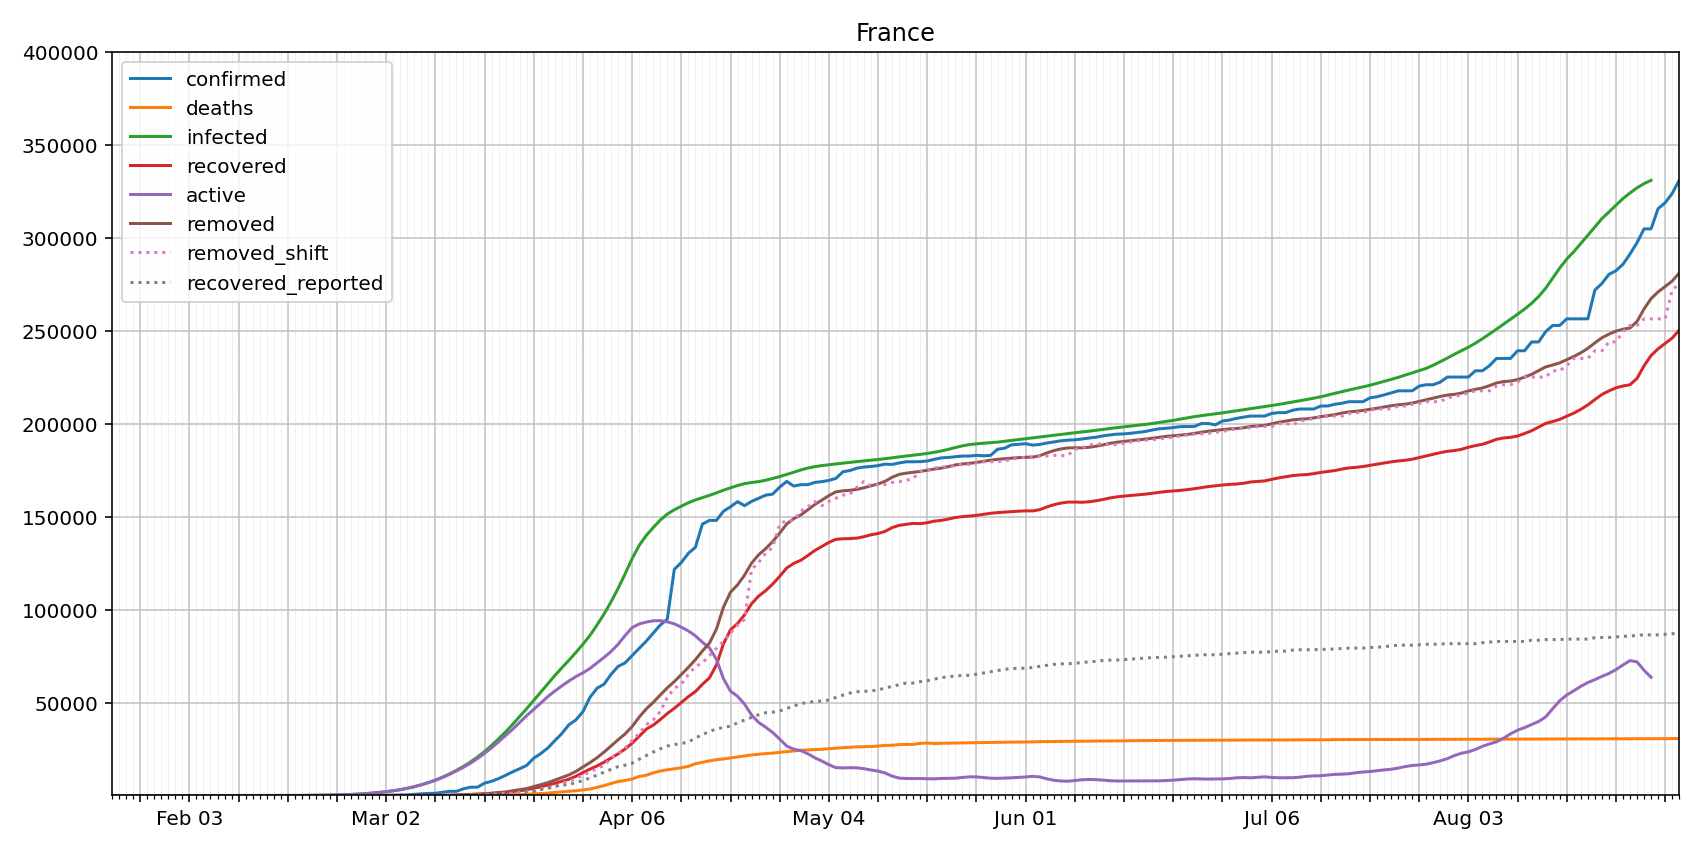 France
400000
350000
300000
250000
200000
150000
100000
50000
confirmed
deaths
infected
recovered
active
removed
removed_shift
recovered_reported
Feb 03 Mar 02 Apr 06 May 04 Jun 01 Jul 06 Aug 03